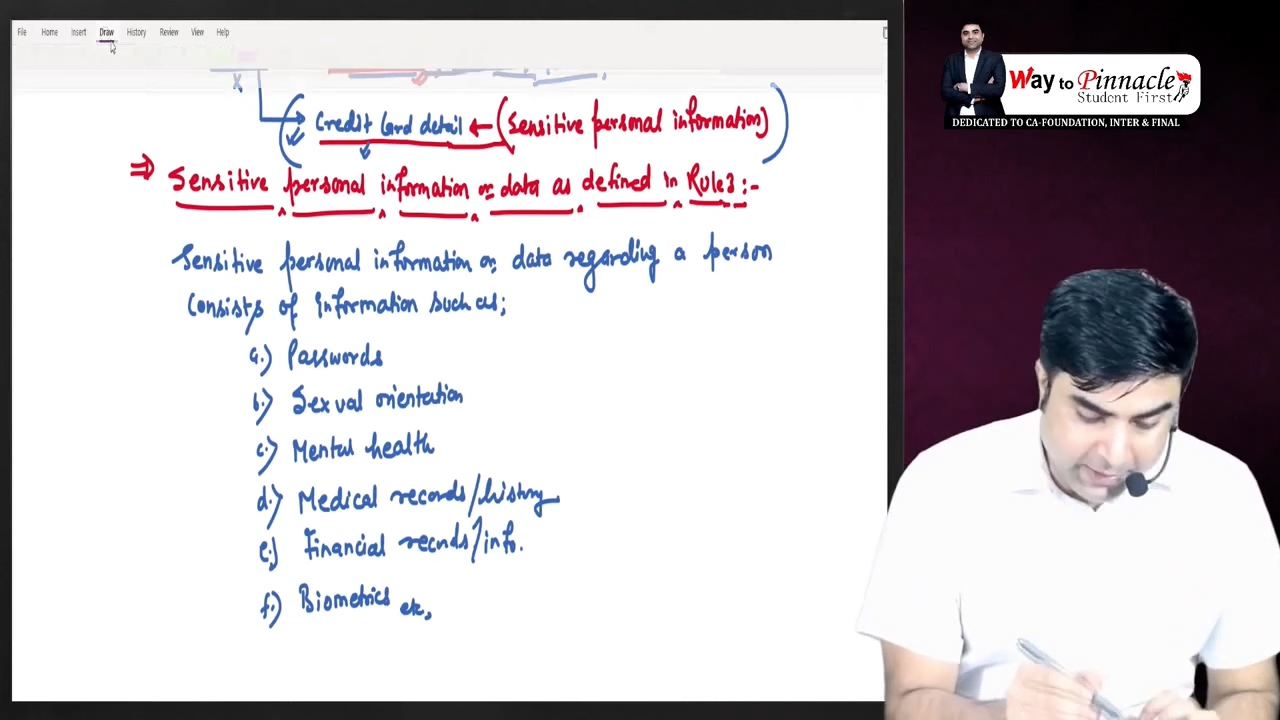 File Home Insert Draw History Review View Help
Way to Pinnacle
Student First
DEDICATED TO CA-FOUNDATION, INTER & FINAL
Credit Card detail ← (Sensitive personal information)
⇒ Sensitive personal information or data as defined in Rule 3 :-
Sensitive personal information or data regarding a person
Consists of information such as;
a.) Passwords
b.) Sexual orientation
c.) Mental health
d.) Medical records/history
e.) Financial records/info.
f.) Biometrics etc,